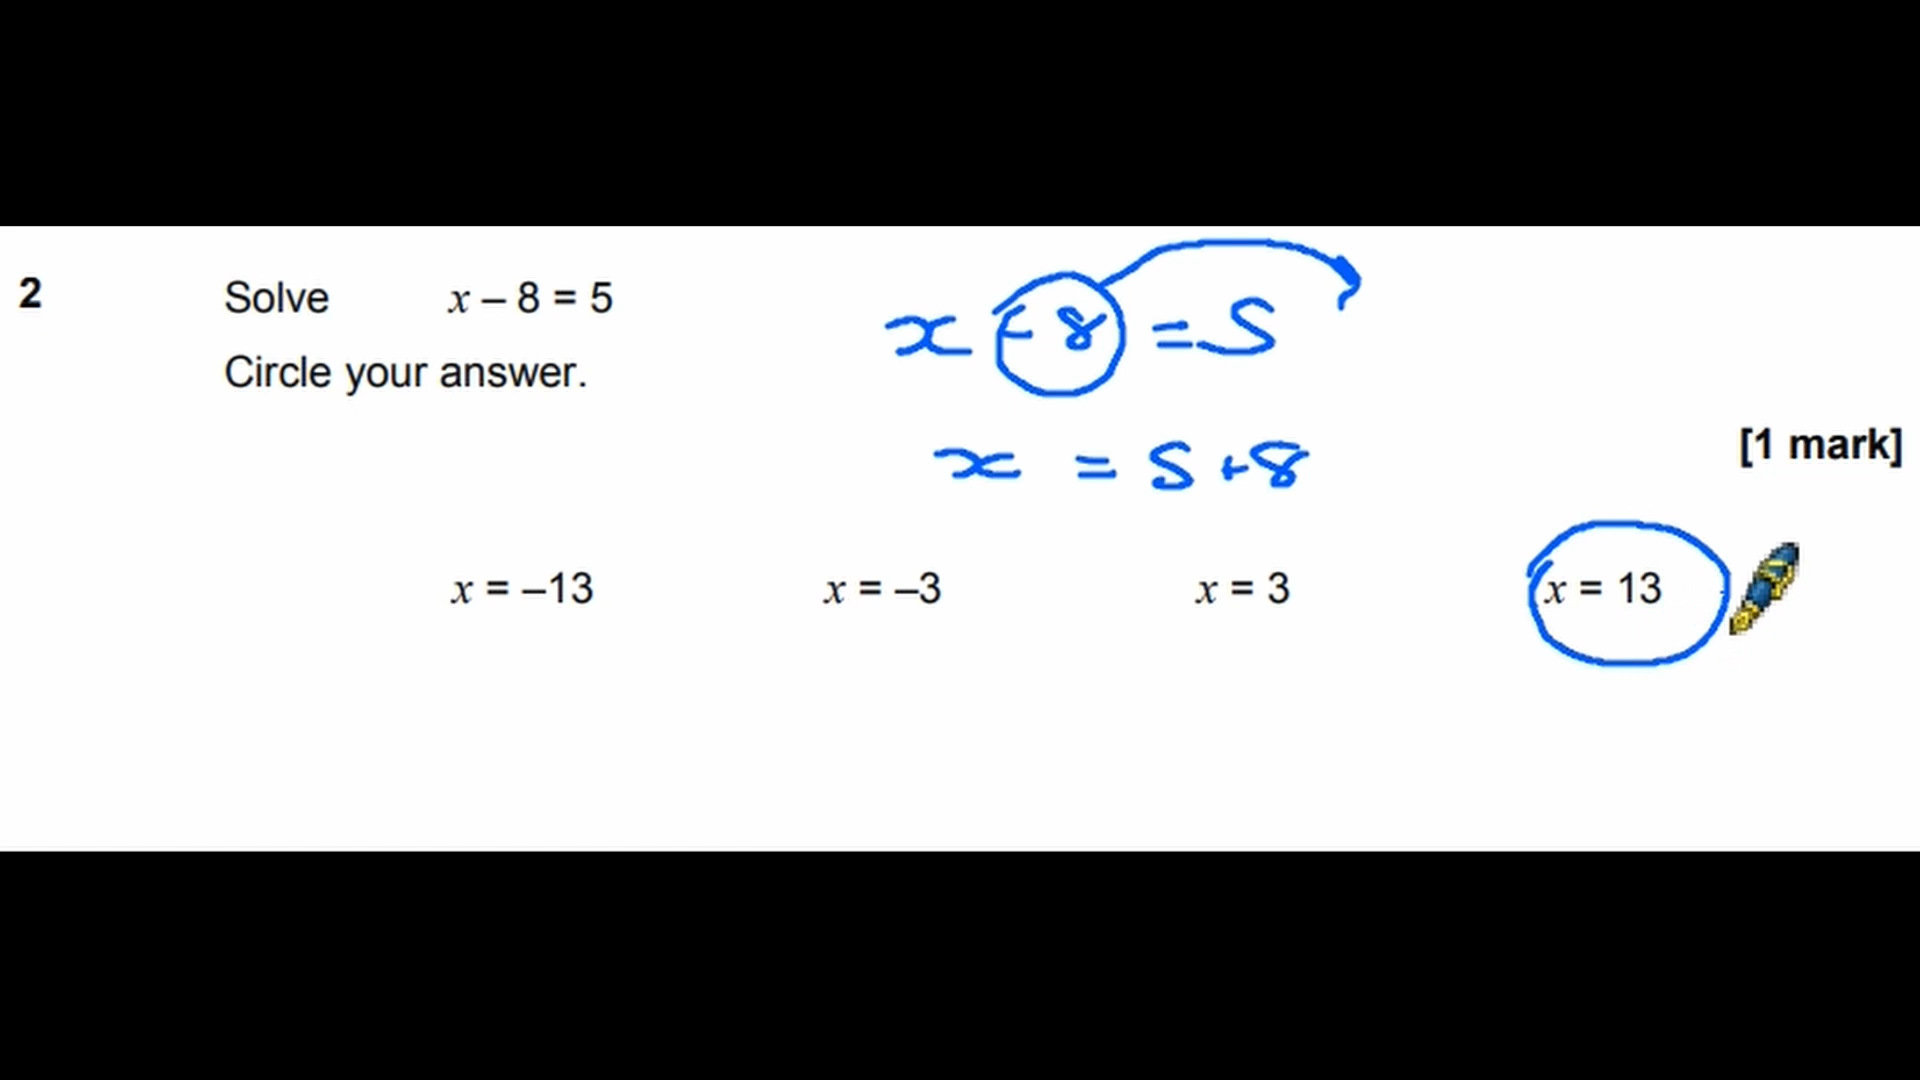 2 Solve x – 8 = 5
x - 8 = 5
Circle your answer.
x = 5 + 8
[1 mark]
x = –13 x = –3 x = 3 x = 13